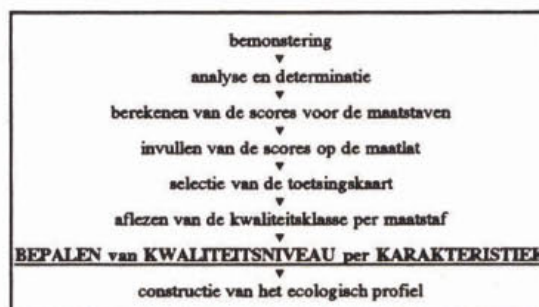 bemonstering
analyse en determinatie
berekenen van de scores voor de maatstaven
invullen van de scores op de maatlat
selectie van de toetsingskaart
aflezen van de kwaliteitsklasse per maatstaf
BEPALEN van KWALITEITSNIVEAU per KARAKTERISTIEK
constructie van het ecologisch profiel